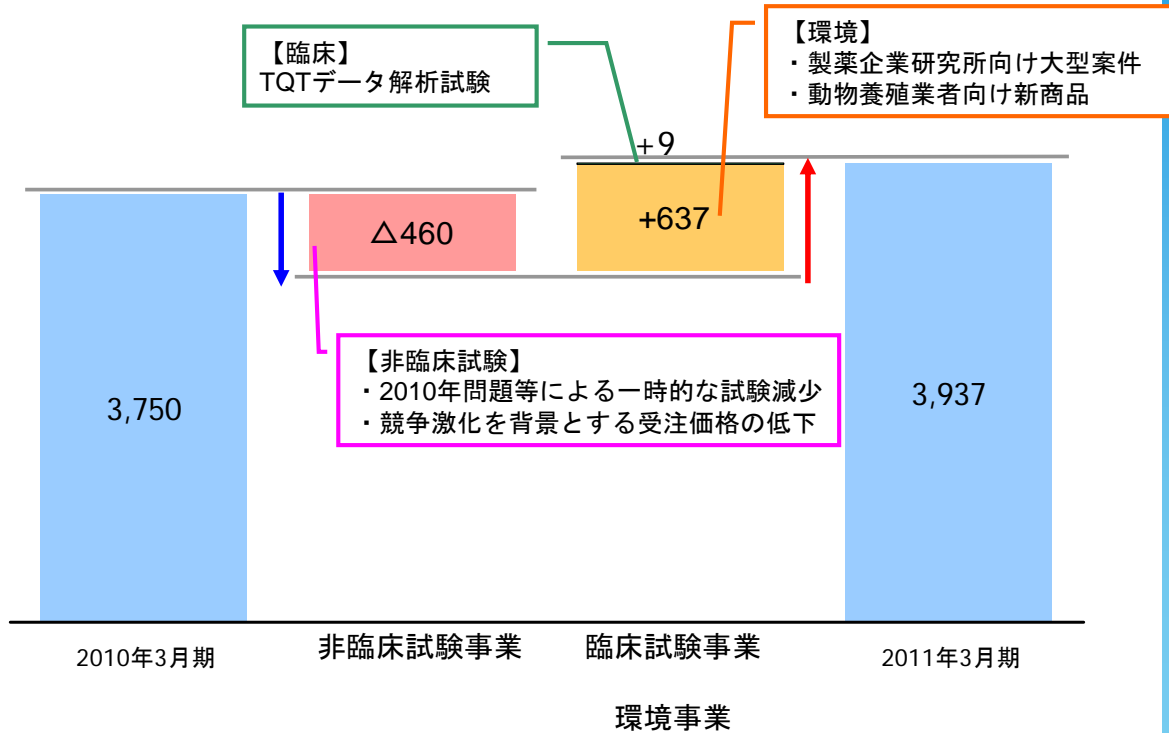 【臨床】
TQTデータ解析試験
【環境】
・製薬企業研究所向け大型案件
・動物養殖業者向け新商品
+9
+637
△460
【非臨床試験】
・2010年問題等による一時的な試験減少
・競争激化を背景とする受注価格の低下
3,750
3,937
2010年3月期
非臨床試験事業
臨床試験事業
2011年3月期
環境事業